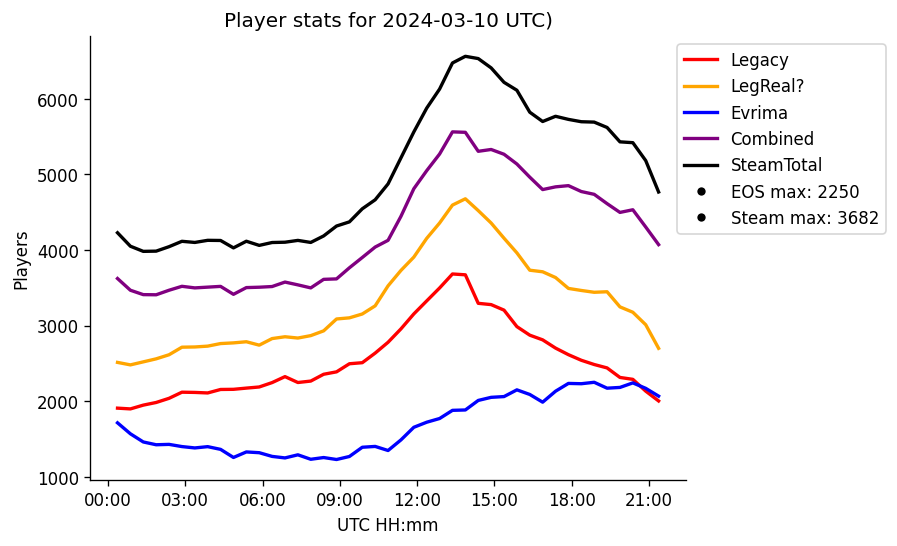 Player stats for 2024-03-10 UTC)
Legacy
LegReal?
Evrima
Combined
SteamTotal
EOS max: 2250
Steam max: 3682
Players
6000
5000
4000
3000
2000
1000
00:00 03:00 06:00 09:00 12:00 15:00 18:00 21:00
UTC HH:mm